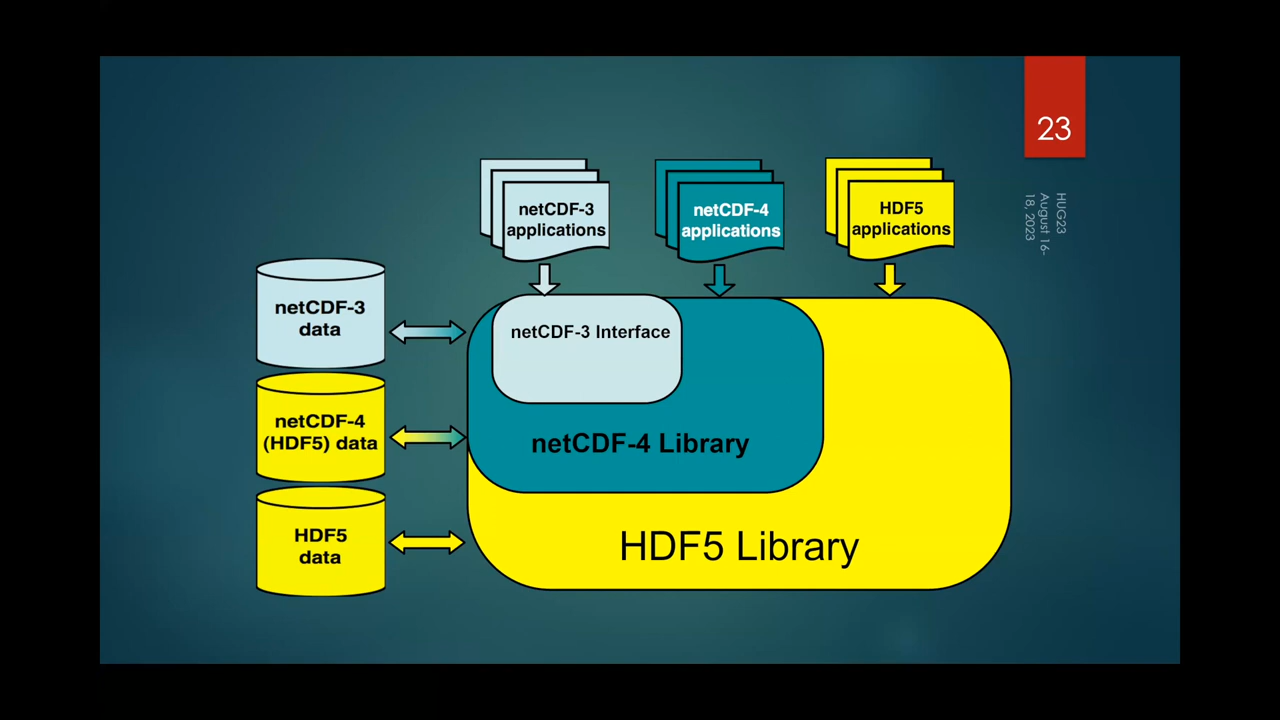 23
HUG23
August 16-
18, 2023
netCDF-3
applications
netCDF-4
applications
HDF5
applications
netCDF-3
data
netCDF-3 Interface
netCDF-4
(HDF5) data
netCDF-4 Library
HDF5
data
HDF5 Library